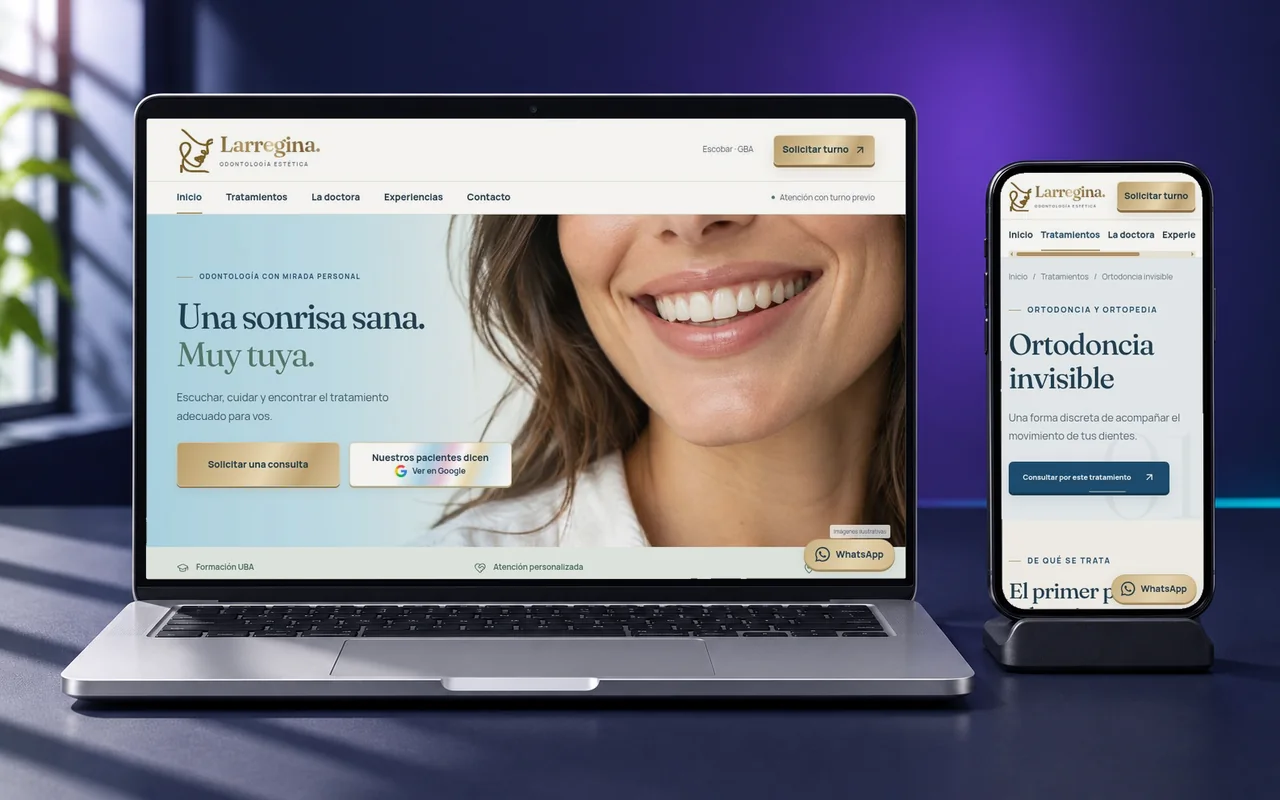 Larregina.
ODONTOLOGÍA ESTÉTICA
Escobar · GBA
Solicitar turno
Inicio Tratamientos La doctora Experiencias Contacto
Atención con turno previo
ODONTOLOGÍA CON MIRADA PERSONAL
Una sonrisa sana.
Muy tuya.
Escuchar, cuidar y encontrar el tratamiento
adecuado para vos.
Solicitar una consulta
Nuestros pacientes dicen
Ver en Google
Imágenes ilustrativas
WhatsApp
Formación UBA
Atención personalizada
Larregina.
ODONTOLOGÍA ESTÉTICA
Solicitar turno
Inicio Tratamientos La doctora Experie
Inicio / Tratamientos / Ortodoncia invisible
ORTODONCIA Y ORTOPEDIA
Ortodoncia
invisible
Una forma discreta de acompañar el
movimiento de tus dientes.
01
Consultar por este tratamiento
DE QUÉ SE TRATA
El primer p
WhatsApp